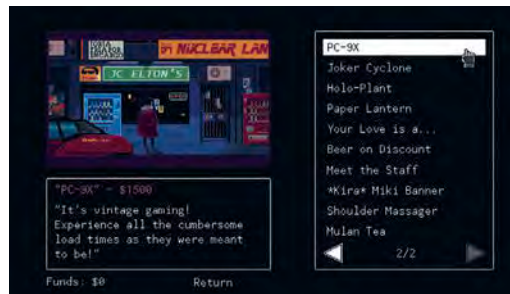 JC ELTON'S
"PC-9X" - $1500
"It's vintage gaming!
Experience all the cumbersome
load times as they were meant
to be!"
Funds: $0
Return
PC-9X
Joker Cyclone
Holo-Plant
Paper Lantern
Your Love is a...
Beer on Discount
Meet the Staff
*Kira* Miki Banner
Shoulder Massager
Mulan Tea
2/2